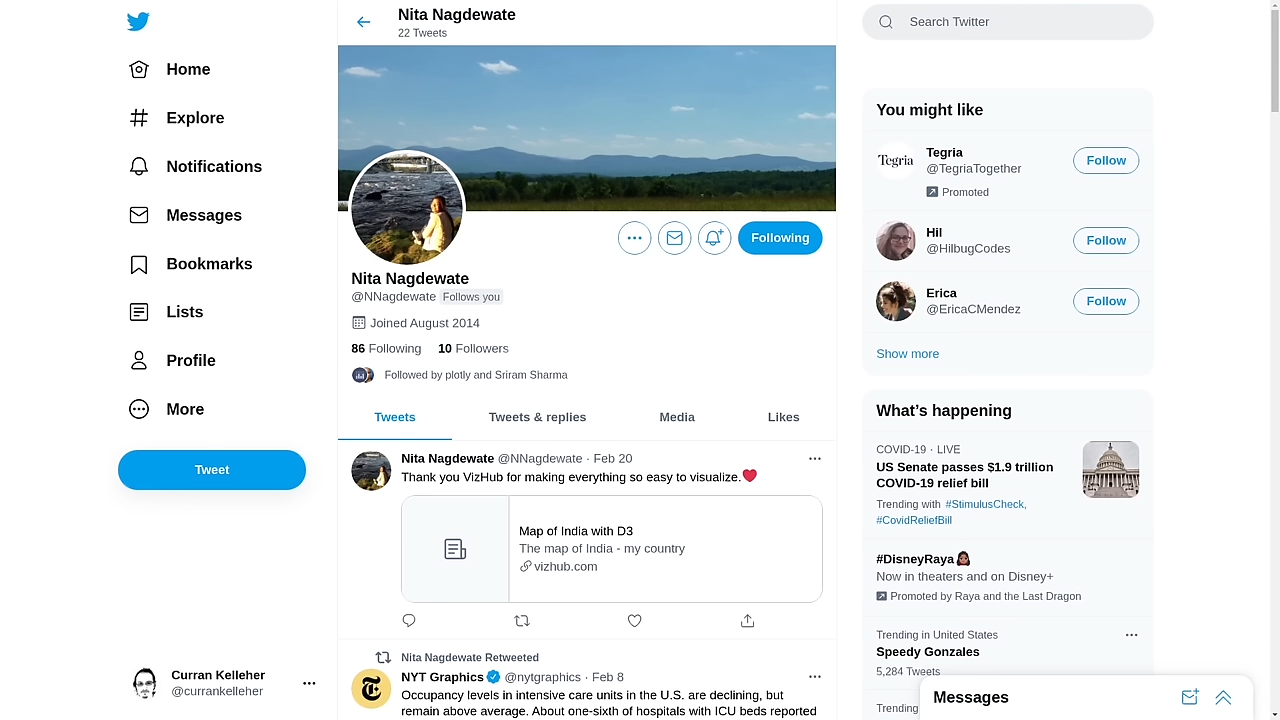 Nita Nagdewate
22 Tweets
Search Twitter
Home
Explore
Notifications
Messages
Bookmarks
Lists
Profile
More
Tweet
Curran Kelleher
@currankelleher
Following
Nita Nagdewate
@NNagdewate Follows you
Joined August 2014
86 Following 10 Followers
Followed by plotly and Sriram Sharma
Tweets Tweets & replies Media Likes
Nita Nagdewate @NNagdewate · Feb 20
Thank you VizHub for making everything so easy to visualize.❤️
Map of India with D3
The map of India - my country
vizhub.com
Nita Nagdewate Retweeted
NYT Graphics @nytgraphics · Feb 8
Occupancy levels in intensive care units in the U.S. are declining, but
remain above average. About one-sixth of hospitals with ICU beds reported
You might like
Tegria
@TegriaTogether
Promoted
Follow
Hil
@HilbugCodes
Follow
Erica
@EricaCMendez
Follow
Show more
What's happening
COVID-19 · LIVE
US Senate passes $1.9 trillion
COVID-19 relief bill
Trending with #StimulusCheck,
#CovidReliefBill
#DisneyRaya
Now in theaters and on Disney+
Promoted by Raya and the Last Dragon
Trending in United States
Speedy Gonzales
5,284 Tweets
Trending
Messages